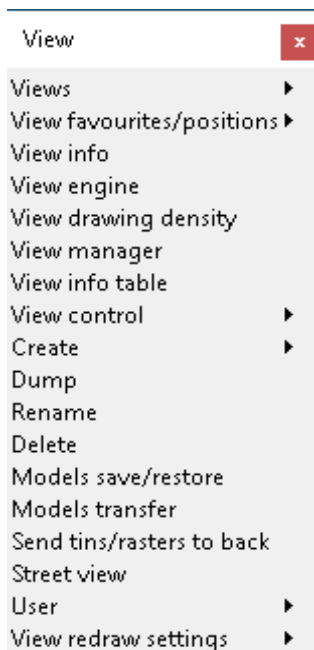 View
x
Views
View favourites/positions
View info
View engine
View drawing density
View manager
View info table
View control
Create
Dump
Rename
Delete
Models save/restore
Models transfer
Send tins/rasters to back
Street view
User
View redraw settings